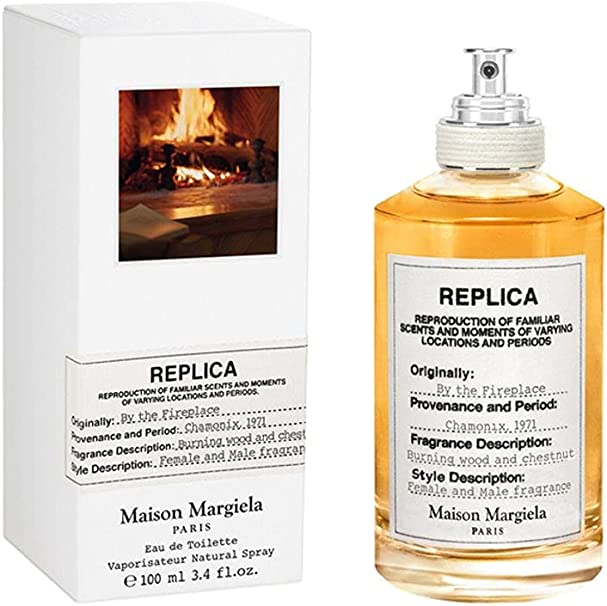 REPLICA
REPRODUCTION OF FAMILIAR SCENTS AND MOMENTS
OF VARYING LOCATIONS AND PERIODS.
Originally: By the Fireplace
Provenance and Period: Chamonix 1971
Fragrance Description: Burning wood and chestnut
Style Description: Female and Male fragrance
Maison Margiela
PARIS
Eau de Toilette
Vaporisateur Natural Spray
℮ 100 ml 3.4 fl.oz.
REPLICA
REPRODUCTION OF FAMILIAR
SCENTS AND MOMENTS OF VARYING
LOCATIONS AND PERIODS
Originally:
By the Fireplace
Provenance and Period:
Chamonix 1971
Fragrance Description:
Burning wood and chestnut
Style Description:
Female and Male fragrance
Maison Margiela
PARIS